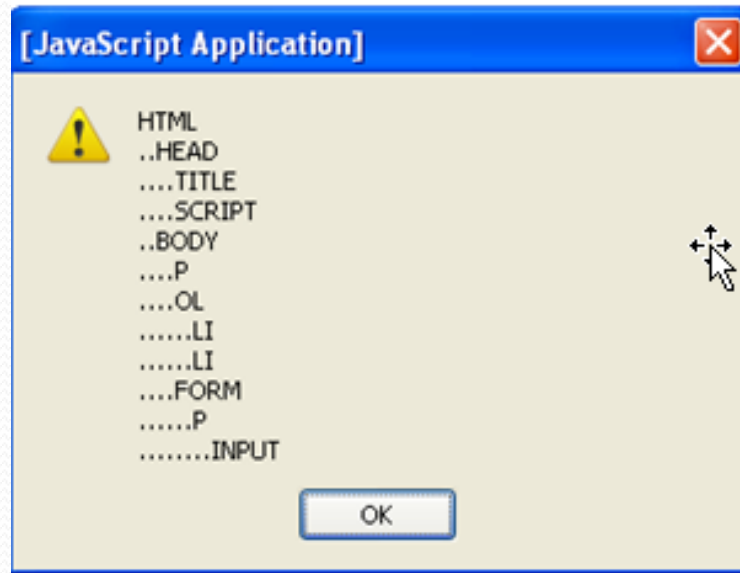 [JavaScript Application]
HTML
..HEAD
....TITLE
....SCRIPT
..BODY
....P
....OL
......LI
......LI
....FORM
......P
........INPUT
OK